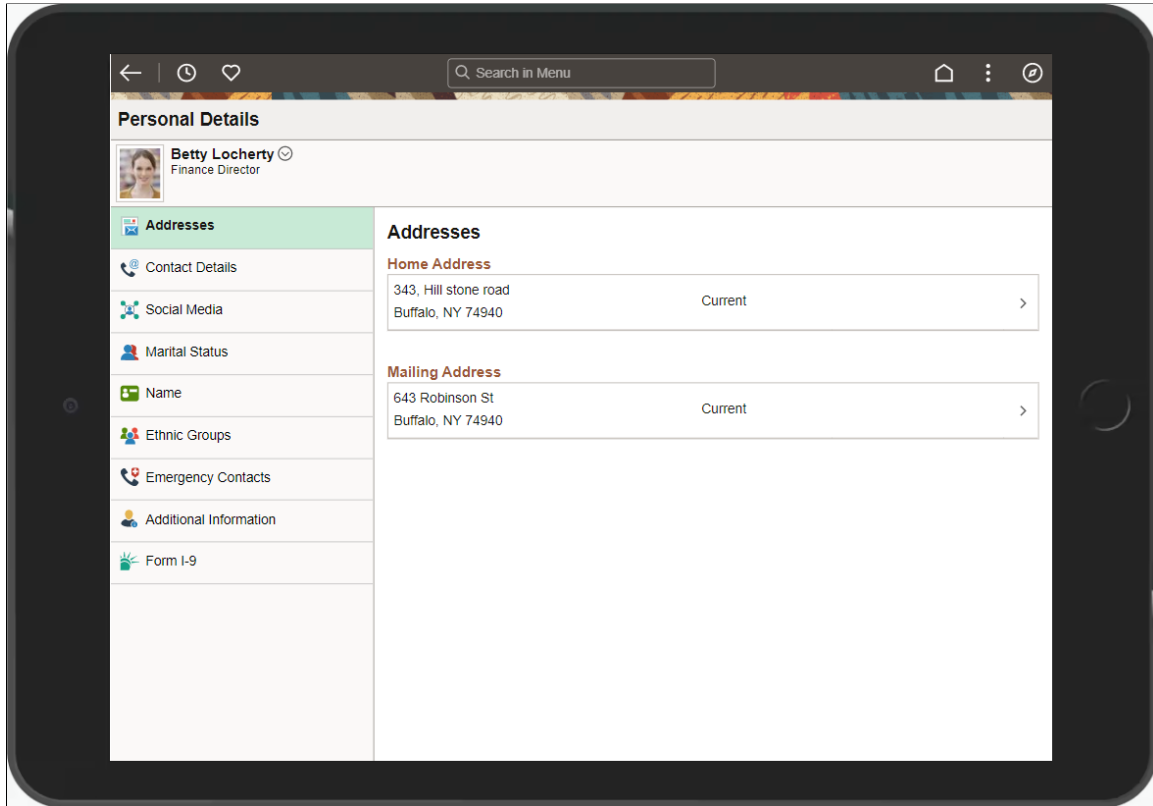 Search in Menu
Personal Details
Betty Locherty
Finance Director
Addresses
Contact Details
Social Media
Marital Status
Name
Ethnic Groups
Emergency Contacts
Additional Information
Form I-9
Addresses
Home Address
343, Hill stone road
Buffalo, NY 74940
Current
Mailing Address
643 Robinson St
Buffalo, NY 74940
Current